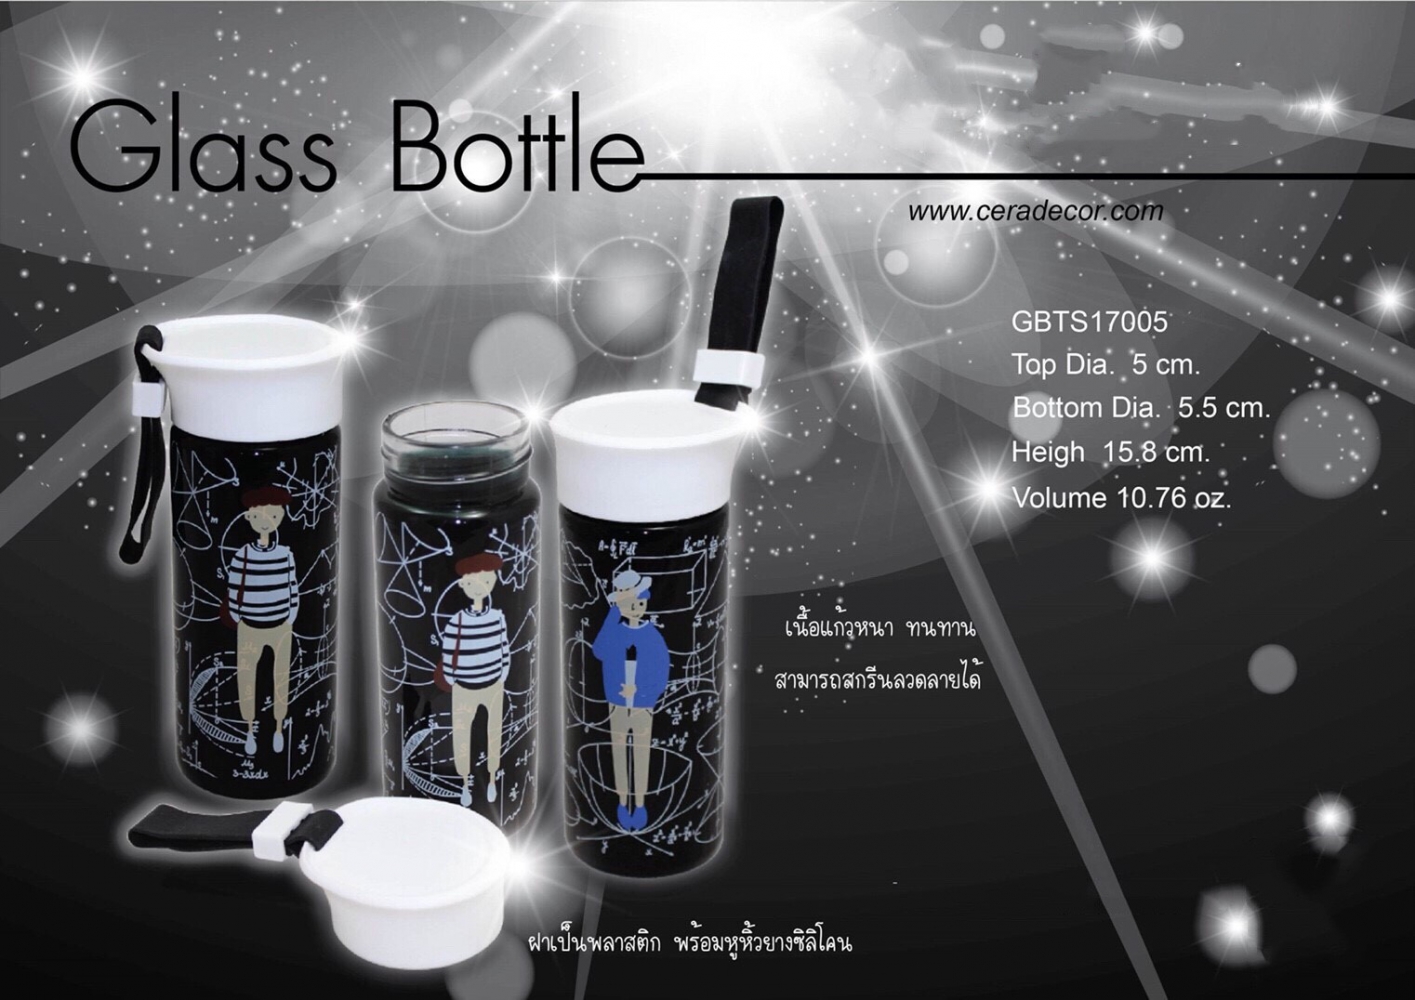 Glass Bottle
www.ceradecor.com
GBTS17005
Top Dia. 5 cm.
Bottom Dia. 5.5 cm.
Heigh 15.8 cm.
Volume 10.76 oz.
เนื้อแก้วหนา ทนทาน
สามารถสกรีนลวดลายได้
ฝาเป็นพลาสติก พร้อมหูหิ้วยางซิลิโคน